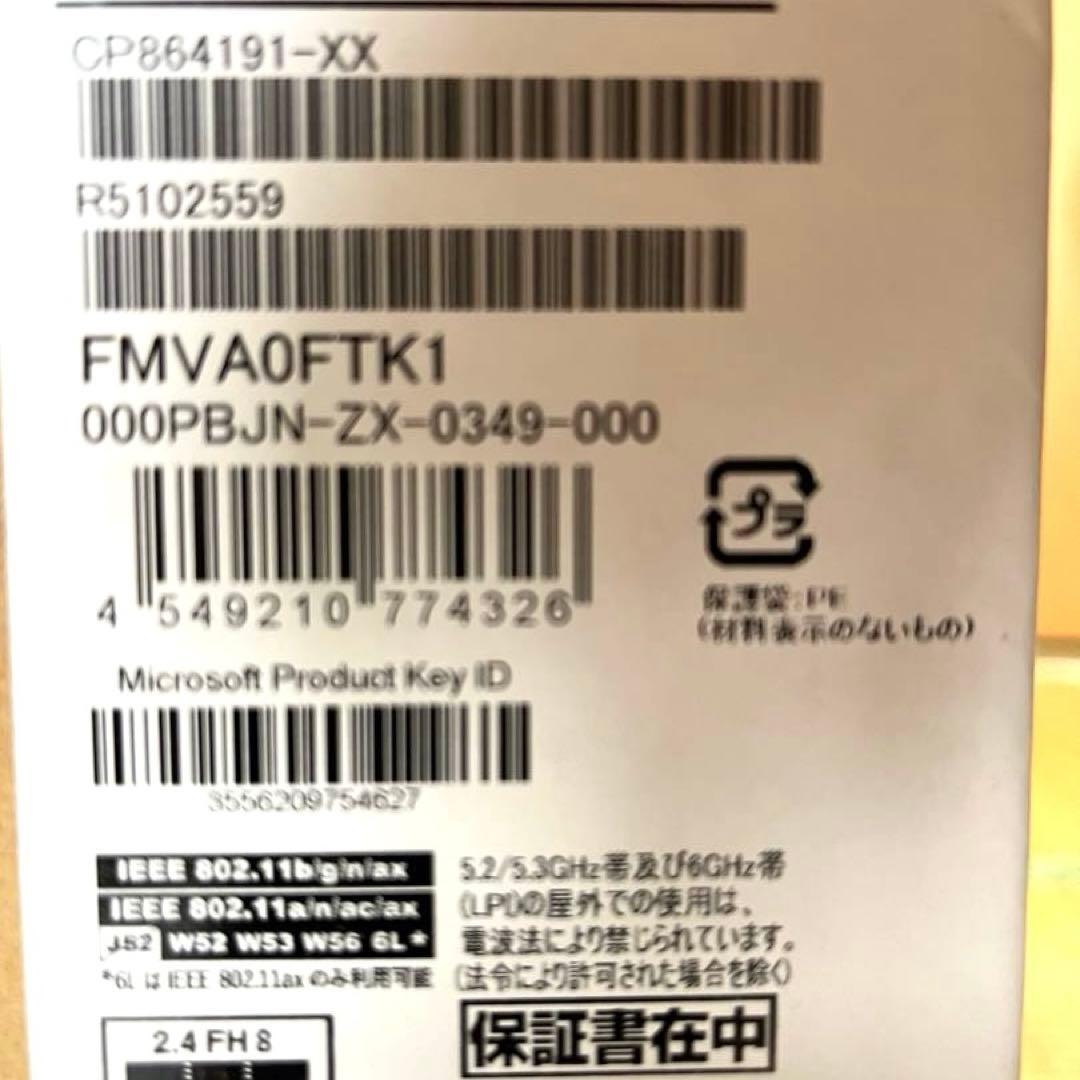 CP864191-XX
R5102559
FMVA0FTK1
000PBJN-ZX-0349-000
4 549210 774326
プラ
保護袋:PE
(材料表示のないもの)
Microsoft Product Key ID
3556209754627
IEEE 802.11b/g/n/ax
IEEE 802.11a/n/ac/ax
J52 W52 W53 W56 6L*
*6L は IEEE 802.11ax のみ利用可能
5.2/5.3GHz帯及び6GHz帯
(LPI)の屋外での使用は、
電波法により禁じられています。
(法令により許可された場合を除く)
2.4 FH 8
保証書在中